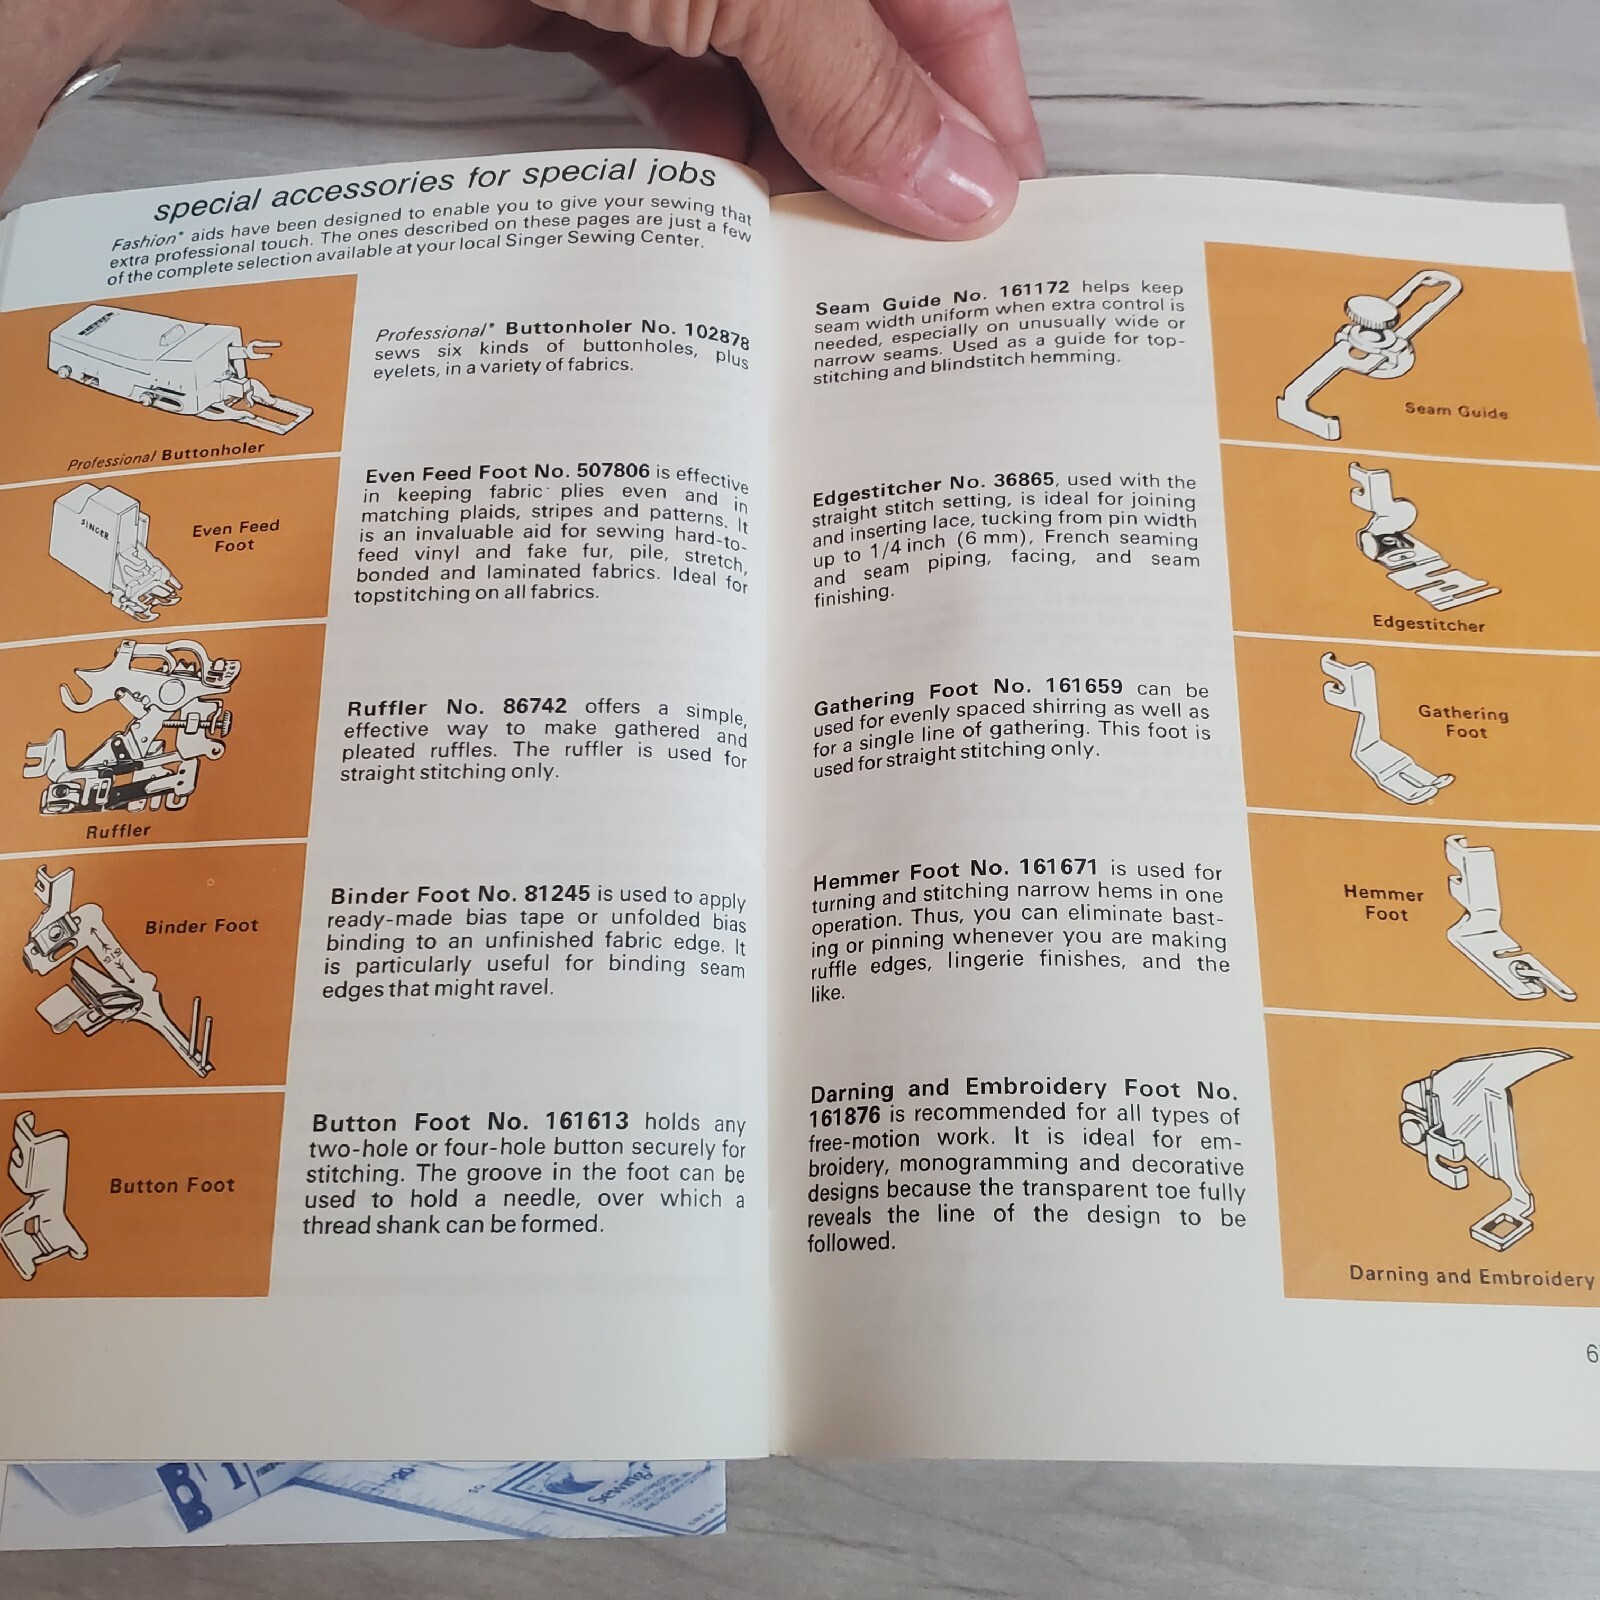 special accessories for special jobs
Fashion* aids have been designed to enable you to give your sewing that
extra professional touch. The ones described on these pages are just a few
of the complete selection available at your local Singer Sewing Center.
Professional* Buttonholer No. 102878
sews six kinds of buttonholes, plus
eyelets, in a variety of fabrics.
Professional Buttonholer
Even Feed Foot No. 507806 is effective
in keeping fabric plies even and in
matching plaids, stripes and patterns. It
is an invaluable aid for sewing hard-to-
feed vinyl and fake fur, pile, stretch,
bonded and laminated fabrics. Ideal for
topstitching on all fabrics.
SINGER
Even Feed
Foot
Ruffler No. 86742 offers a simple,
effective way to make gathered and
pleated ruffles. The ruffler is used for
straight stitching only.
Ruffler
Binder Foot No. 81245 is used to apply
ready-made bias tape or unfolded bias
binding to an unfinished fabric edge. It
is particularly useful for binding seam
edges that might ravel.
Binder Foot
Button Foot No. 161613 holds any
two-hole or four-hole button securely for
stitching. The groove in the foot can be
used to hold a needle, over which a
thread shank can be formed.
Button Foot
Seam Guide No. 161172 helps keep
seam width uniform when extra control is
needed, especially on unusually wide or
narrow seams. Used as a guide for top-
stitching and blindstitch hemming.
Seam Guide
Edgestitcher No. 36865, used with the
straight stitch setting, is ideal for joining
and inserting lace, tucking from pin width
up to 1/4 inch (6 mm), French seaming
and seam piping, facing, and seam
finishing.
Edgestitcher
Gathering Foot No. 161659 can be
used for evenly spaced shirring as well as
for a single line of gathering. This foot is
used for straight stitching only.
Gathering
Foot
Hemmer Foot No. 161671 is used for
turning and stitching narrow hems in one
operation. Thus, you can eliminate bast-
ing or pinning whenever you are making
ruffle edges, lingerie finishes, and the
like.
Hemmer
Foot
Darning and Embroidery Foot No.
161876 is recommended for all types of
free-motion work. It is ideal for em-
broidery, monogramming and decorative
designs because the transparent toe fully
reveals the line of the design to be
followed.
Darning and Embroidery
6
20
Sewing